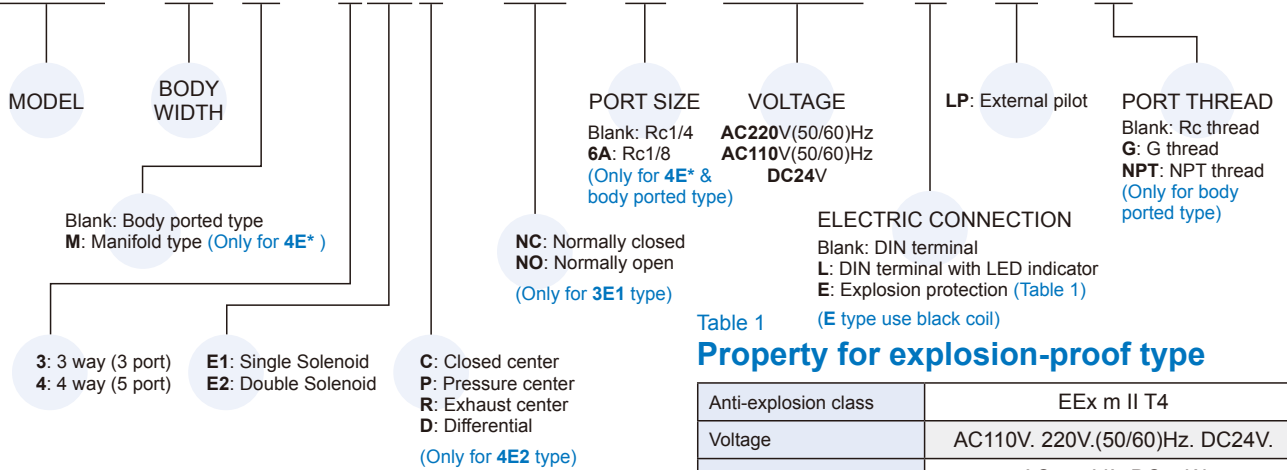 MODEL
BODY
WIDTH
Blank: Body ported type
M: Manifold type (Only for 4E* )
3: 3 way (3 port)
4: 4 way (5 port)
E1: Single Solenoid
E2: Double Solenoid
C: Closed center
P: Pressure center
R: Exhaust center
D: Differential
(Only for 4E2 type)
NC: Normally closed
NO: Normally open
(Only for 3E1 type)
PORT SIZE
Blank: Rc1/4
6A: Rc1/8
(Only for 4E* &
body ported type)
VOLTAGE
AC220V(50/60)Hz
AC110V(50/60)Hz
DC24V
ELECTRIC CONNECTION
Blank: DIN terminal
L: DIN terminal with LED indicator
E: Explosion protection (Table 1)
(E type use black coil)
LP: External pilot
PORT THREAD
Blank: Rc thread
G: G thread
NPT: NPT thread
(Only for body
ported type)
Table 1
Property for explosion-proof type
Anti-explosion class
EEx m II T4
Voltage
AC110V. 220V.(50/60)Hz. DC24V.